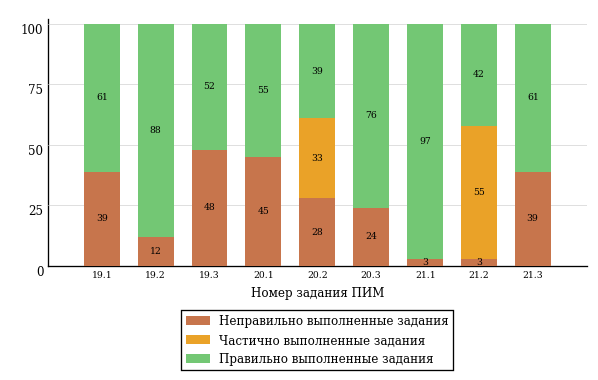 100
61 88 52 55 39 76 97 42 61
75
33
55
50
39 12 48 45 28 24 3 3 39
25
0
19.1 19.2 19.3 20.1 20.2 20.3 21.1 21.2 21.3
Номер задания ПИМ
Неправильно выполненные задания
Частично выполненные задания
Правильно выполненные задания